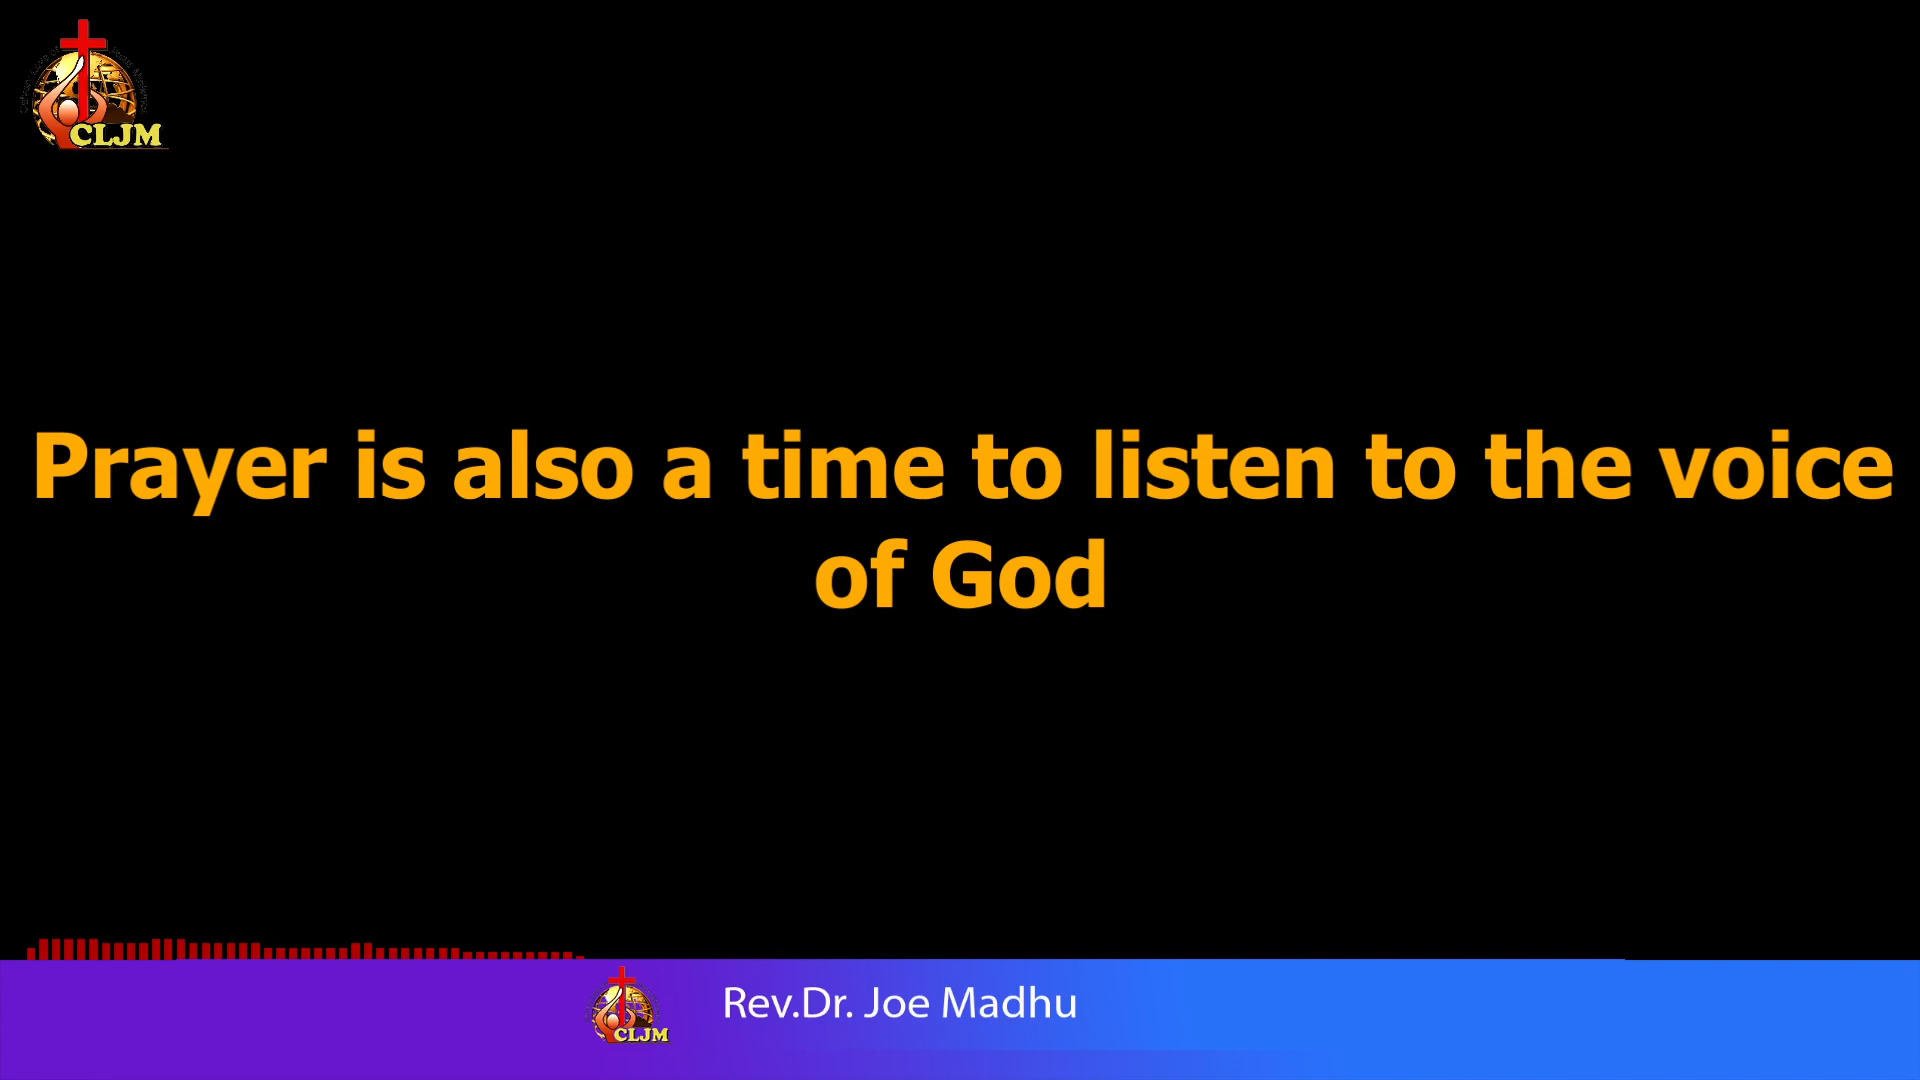 CLJM
Prayer is also a time to listen to the voice
of God
CLJM
Rev.Dr. Joe Madhu